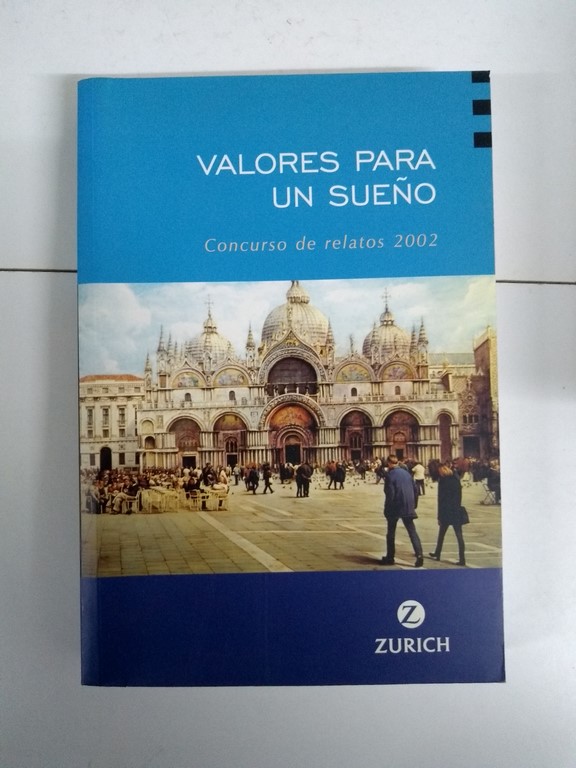 VALORES PARA
UN SUEÑO
Concurso de relatos 2002
Z
ZURICH